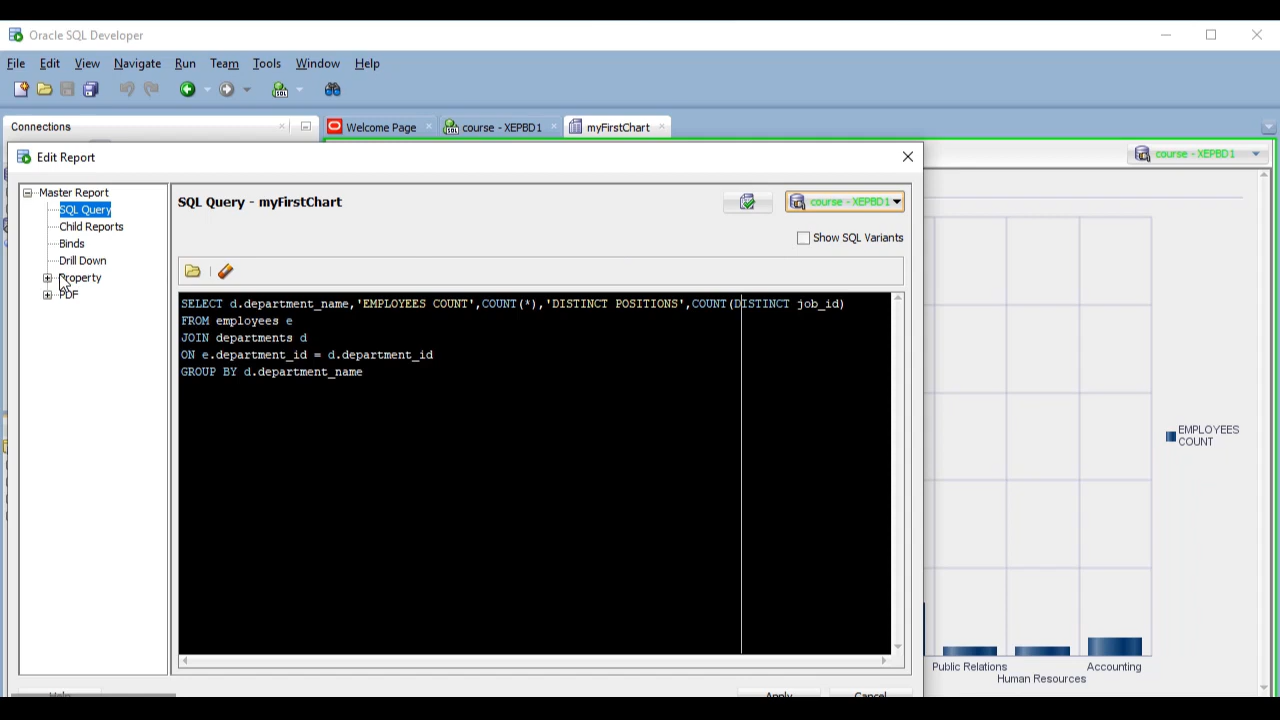 Oracle SQL Developer
File Edit View Navigate Run Team Tools Window Help
Connections
Welcome Page
course - XEPBD1
myFirstChart
course - XEPBD1
Edit Report
Master Report
SQL Query
Child Reports
Binds
Drill Down
Property
PDF
SQL Query - myFirstChart
course - XEPBD1
Show SQL Variants
SELECT d.department_name,'EMPLOYEES COUNT',COUNT(*),'DISTINCT POSITIONS',COUNT(DISTINCT job_id)
FROM employees e
JOIN departments d
ON e.department_id = d.department_id
GROUP BY d.department_name
EMPLOYEES
COUNT
Public Relations
Human Resources
Accounting
Help
Apply
Cancel